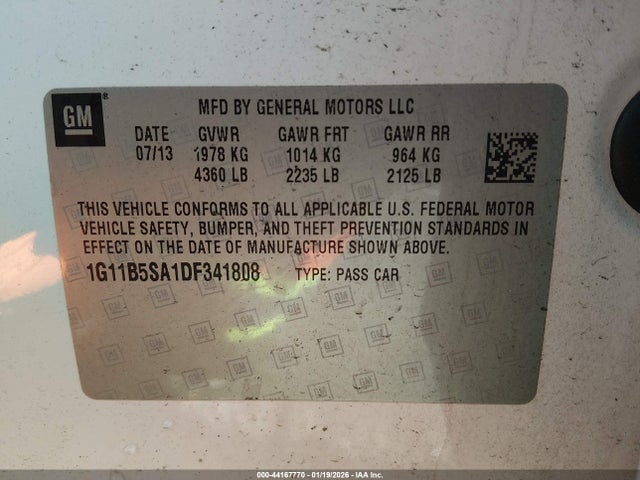 GM
MFD BY GENERAL MOTORS LLC
DATE GVWR GAWR FRT GAWR RR
07/13 1978 KG 1014 KG 964 KG
4360 LB 2235 LB 2125 LB
THIS VEHICLE CONFORMS TO ALL APPLICABLE U.S. FEDERAL MOTOR
VEHICLE SAFETY, BUMPER, AND THEFT PREVENTION STANDARDS IN
EFFECT ON THE DATE OF MANUFACTURE SHOWN ABOVE.
1G11B5SA1DF341808 TYPE: PASS CAR
000-44167770 - 01/19/2026 - IAA Inc.